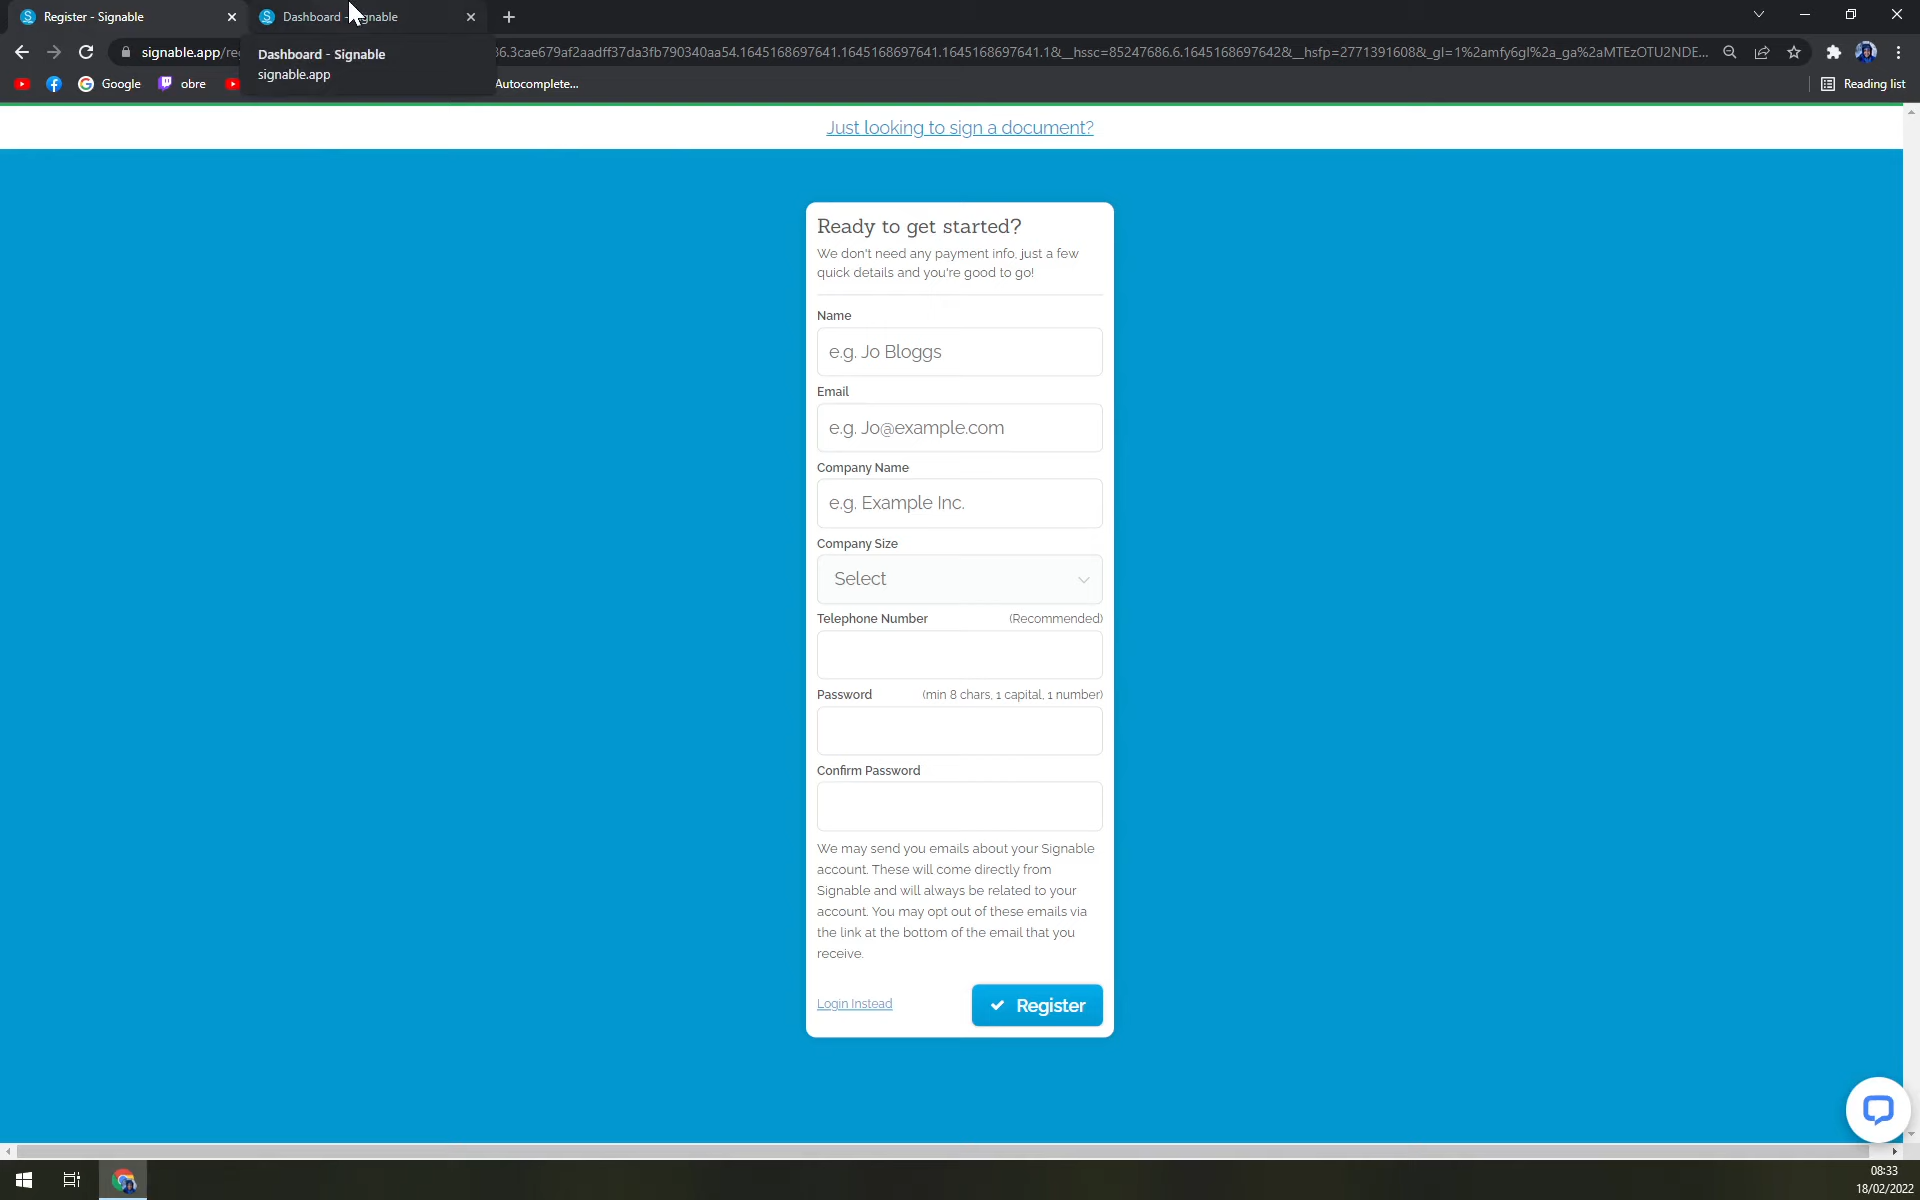 Register - Signable
Dashboard - Signable
signable.app/re
36.3cae679af2aadff37da3fb790340aa54.1645168697641.1645168697641.1645168697641.1&__hssc=85247686.6.1645168697642&__hsfp=2771391608&_gl=1%2amfy6gl%2a_ga%2aMTEzOTU2NDE...
Dashboard - Signable
signable.app
Google
obre
Autocomplete...
Reading list
Just looking to sign a document?
Ready to get started?
We don't need any payment info, just a few
quick details and you're good to go!
Name
e.g. Jo Bloggs
Email
e.g. Jo@example.com
Company Name
e.g. Example Inc.
Company Size
Select
Telephone Number (Recommended)
Password (min 8 chars, 1 capital, 1 number)
Confirm Password
We may send you emails about your Signable
account. These will come directly from
Signable and will always be related to your
account. You may opt out of these emails via
the link at the bottom of the email that you
receive.
Login Instead
Register
08:33
18/02/2022